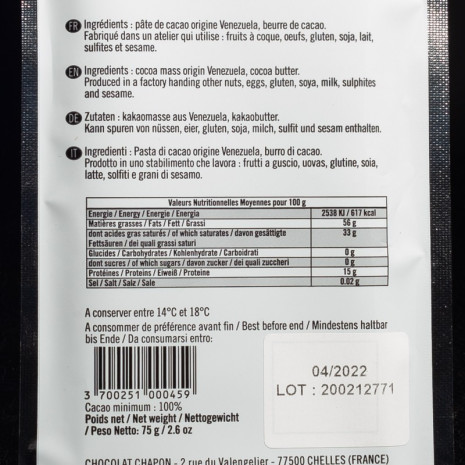 FR Ingrédients : pâte de cacao origine Venezuela, beurre de cacao.
Fabriqué dans un atelier qui utilise : fruits à coque, oeufs, gluten, soja, lait,
sulfites et sesame.
EN Ingredients : cocoa mass origin Venezuela, cocoa butter.
Produced in a factory handing other nuts, eggs, gluten, soya, milk, sulphites
and sesame.
DE Zutaten : kakaomasse aus Venezuela, kakaobutter.
Kann spuren von nüssen, eier, gluten, soja, milch, sulfit und sesam enthalten.
IT Ingredienti : Pasta di cacao origine Venezuela, burro di cacao.
Prodotto in uno stabilimento che lavora : frutti a guscio, uovas, glutine, soia,
latte, solfiti e grani di sesamo.
Valeurs Nutritionnelles Moyennes pour 100 g
Energie / Energy / Energie / Energia 2538 KJ / 617 kcal
Matières grasses / Fats / Fett / Grassi 56 g
dont acides gras saturés / of which saturates / davon gesättigte 33 g
Fettsäuren / dei quali grassi saturi
Glucides / Carbohydrates / Kohlenhydrate / Carboidrati 0 g
dont sucres / of which sugars / davon zucker / dei quali zuccheri 0 g
Protéines / Proteins / Eiweiß / Proteine 15 g
Sel / Salt / Salz / Sale 0.02 g
A conserver entre 14°C et 18°C
A consommer de préférence avant fin / Best before end / Mindestens haltbar
bis Ende / Da consumarsi entro:
04/2022
LOT : 200212771
3 700251 000459
Cacao minimum : 100%
Poids net / Net weight / Nettogewicht
/ Peso Netto: 75 g / 2.6 oz
CHOCOLAT CHAPON - 2 rue du Valengelier - 77500 CHELLES (FRANCE)